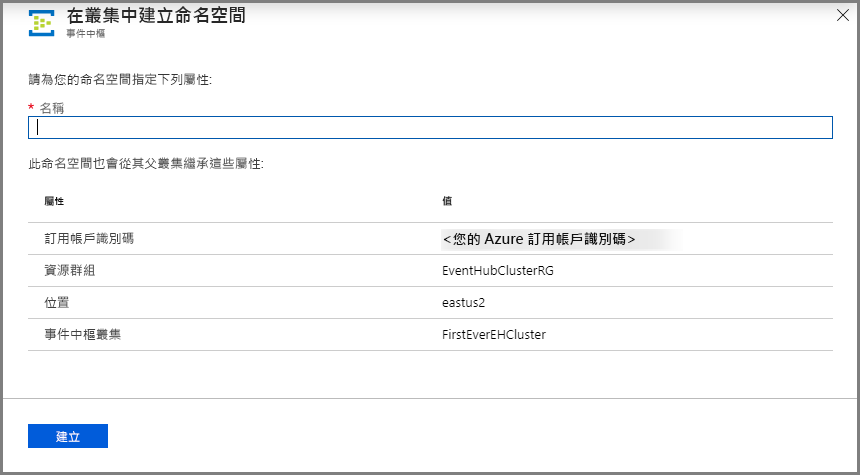 在叢集中建立命名空間
事件中樞
請為您的命名空間指定下列屬性:
* 名稱
此命名空間也會從其父叢集繼承這些屬性:
屬性 值
訂用帳戶識別碼 <您的 Azure 訂用帳戶識別碼>
資源群組 EventHubClusterRG
位置 eastus2
事件中樞叢集 FirstEverEHCluster
建立